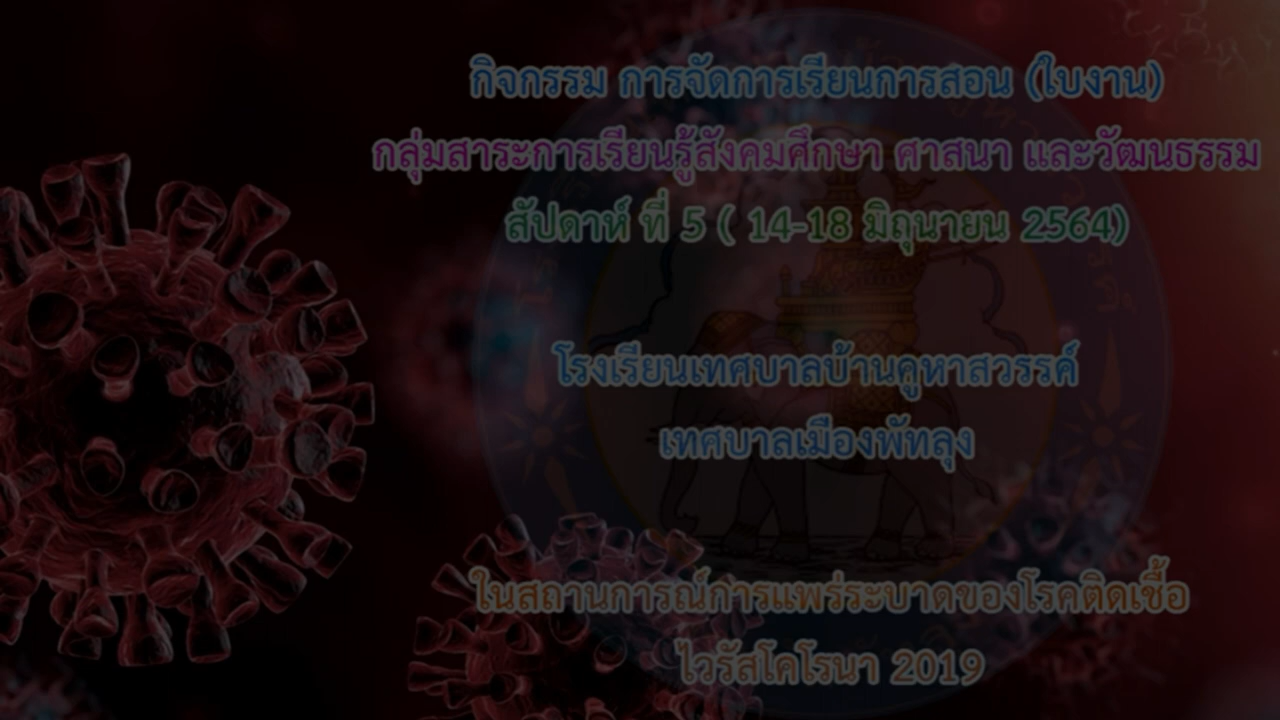 กิจกรรม การจัดการเรียนการสอน (ใบงาน)
กลุ่มสาระการเรียนรู้สังคมศึกษา ศาสนา และวัฒนธรรม
สัปดาห์ ที่ 5 ( 14-18 มิถุนายน 2564)
โรงเรียนเทศบาลบ้านคูหาสวรรค์
เทศบาลเมืองพัทลุง
ในสถานการณ์การแพร่ระบาดของโรคติดเชื้อ
ไวรัสโคโรนา 2019